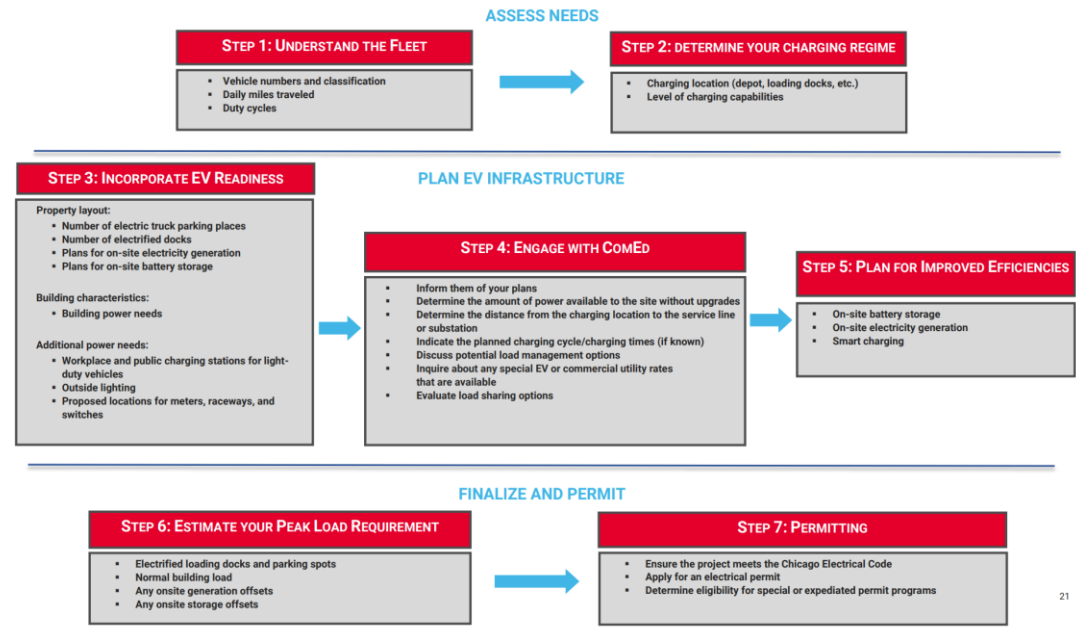 ASSESS NEEDS
STEP 1: UNDERSTAND THE FLEET
▪ Vehicle numbers and classification
▪ Daily miles traveled
▪ Duty cycles
STEP 2: DETERMINE YOUR CHARGING REGIME
▪ Charging location (depot, loading docks, etc.)
▪ Level of charging capabilities
PLAN EV INFRASTRUCTURE
STEP 3: INCORPORATE EV READINESS
Property layout:
▪ Number of electric truck parking places
▪ Number of electrified docks
▪ Plans for on-site electricity generation
▪ Plans for on-site battery storage
Building characteristics:
▪ Building power needs
Additional power needs:
▪ Workplace and public charging stations for light-
duty vehicles
▪ Outside lighting
▪ Proposed locations for meters, raceways, and
switches
STEP 4: ENGAGE WITH COMED
▪ Inform them of your plans
▪ Determine the amount of power available to the site without upgrades
▪ Determine the distance from the charging location to the service line
or substation
▪ Indicate the planned charging cycle/charging times (if known)
▪ Discuss potential load management options
▪ Inquire about any special EV or commercial utility rates
that are available
▪ Evaluate load sharing options
STEP 5: PLAN FOR IMPROVED EFFICIENCIES
▪ On-site battery storage
▪ On-site electricity generation
▪ Smart charging
FINALIZE AND PERMIT
STEP 6: ESTIMATE YOUR PEAK LOAD REQUIREMENT
▪ Electrified loading docks and parking spots
▪ Normal building load
▪ Any onsite generation offsets
▪ Any onsite storage offsets
STEP 7: PERMITTING
▪ Ensure the project meets the Chicago Electrical Code
▪ Apply for an electrical permit
▪ Determine eligibility for special or expediated permit programs
21